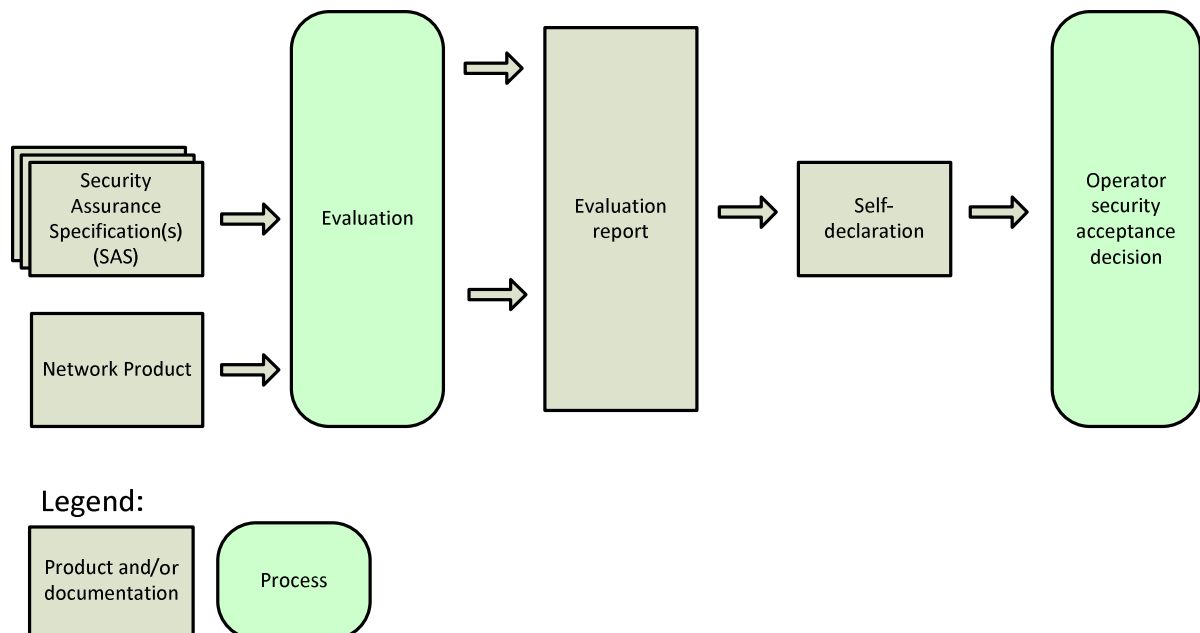 Security
Assurance
Specification(s)
(SAS)
Network Product
Evaluation
Evaluation
report
Self-
declaration
Operator
security
acceptance
decision
Legend:
Product and/or
documentation
Process